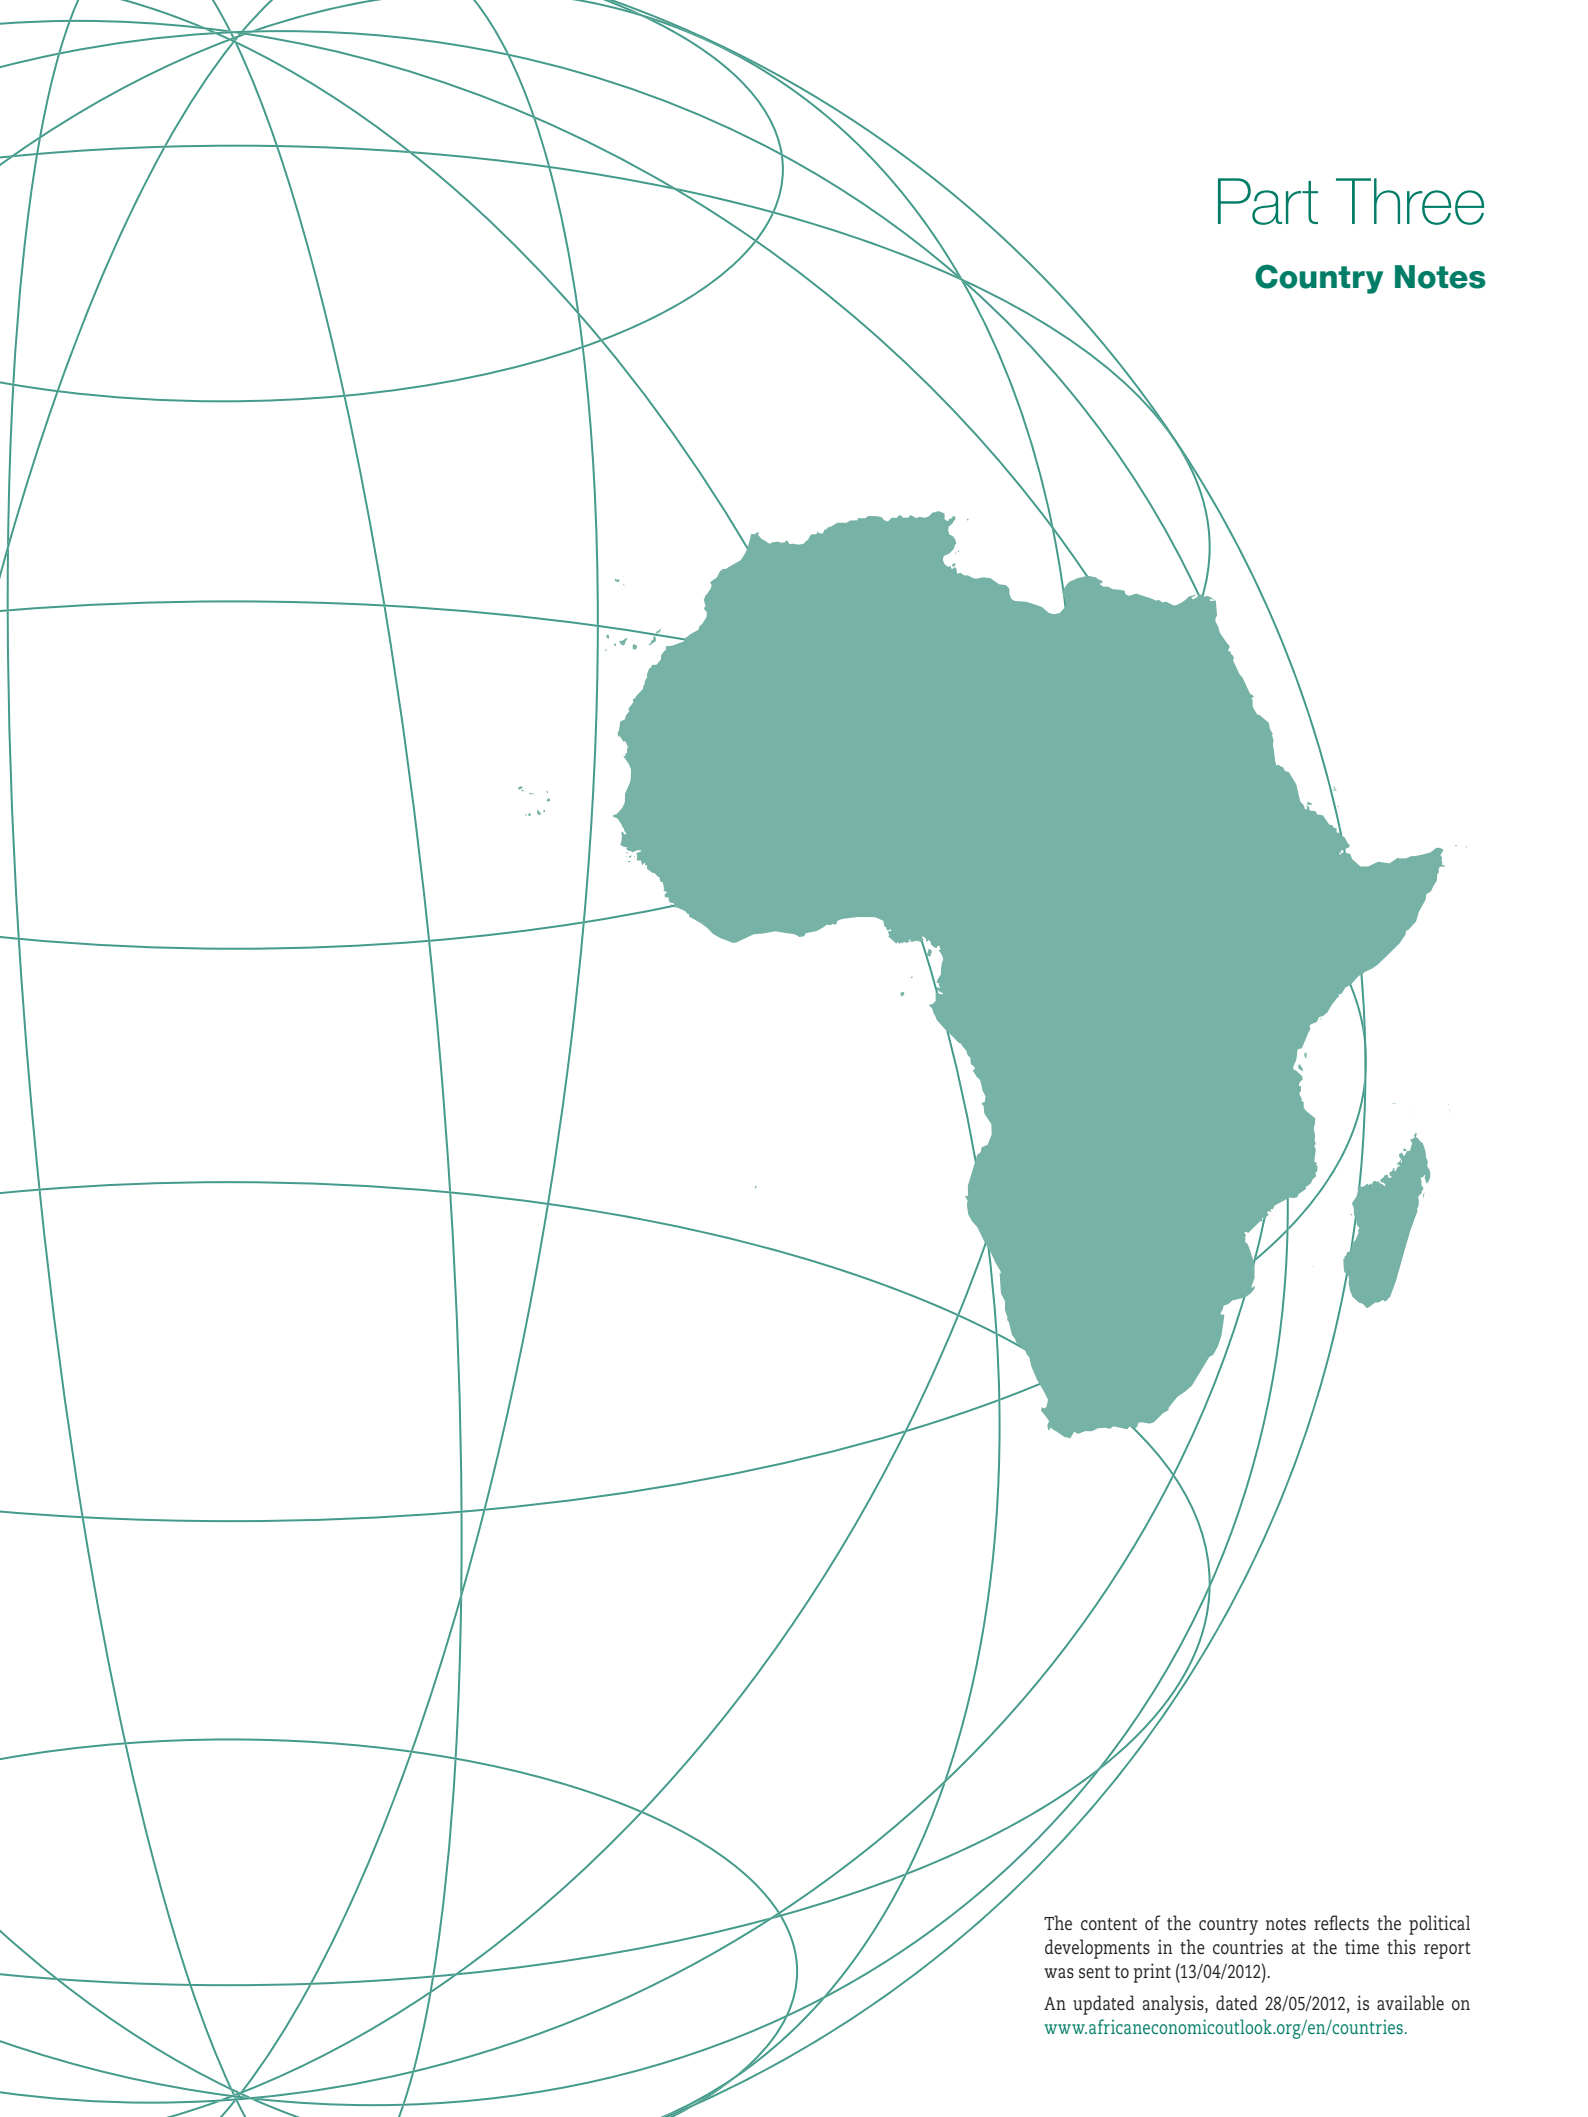 Part Three
Country Notes
The content of the country notes reflects the political
developments in the countries at the time this report
was sent to print (13/04/2012).
An updated analysis, dated 28/05/2012, is available on
www.africaneconomicoutlook.org/en/countries.